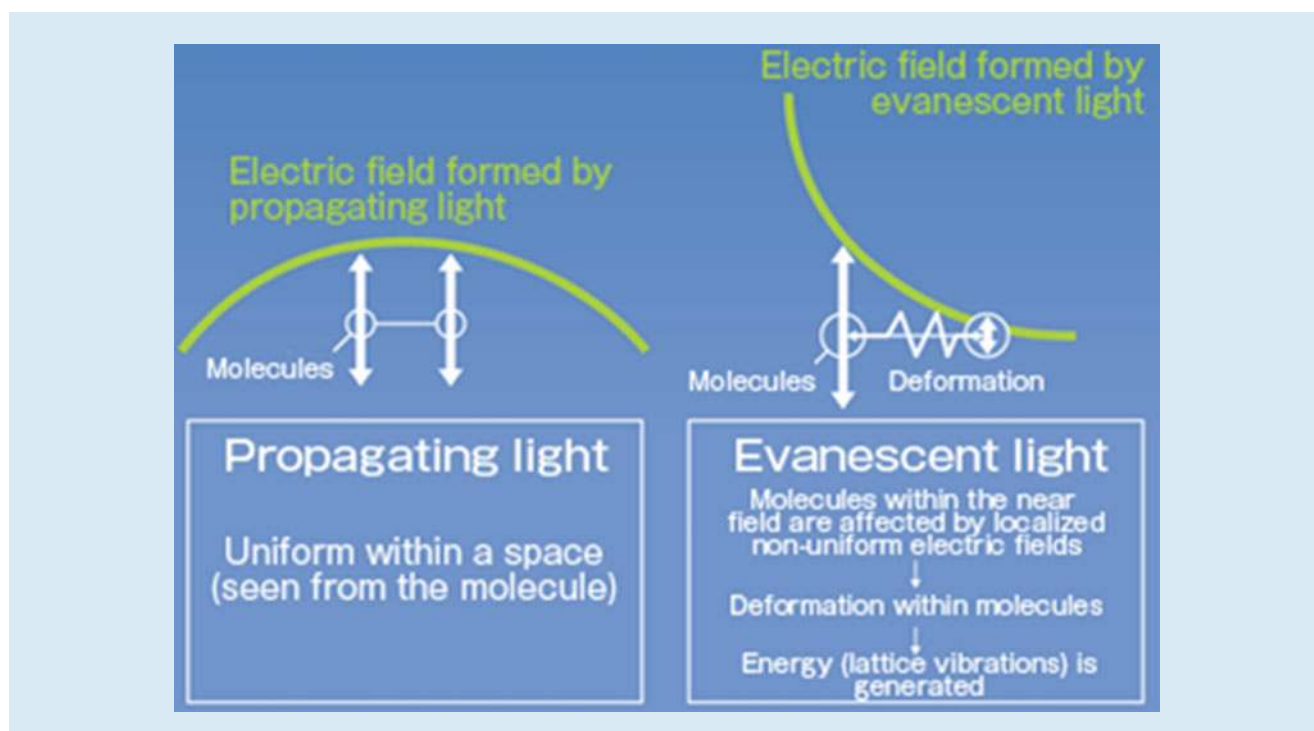 Electric field formed by
propagating light
Molecules
Propagating light
Uniform within a space
(seen from the molecule)
Electric field formed by
evanescent light
Molecules
Deformation
Evanescent light
Molecules within the near
field are affected by localized
non-uniform electric fields
Deformation within molecules
Energy (lattice vibrations) is
generated